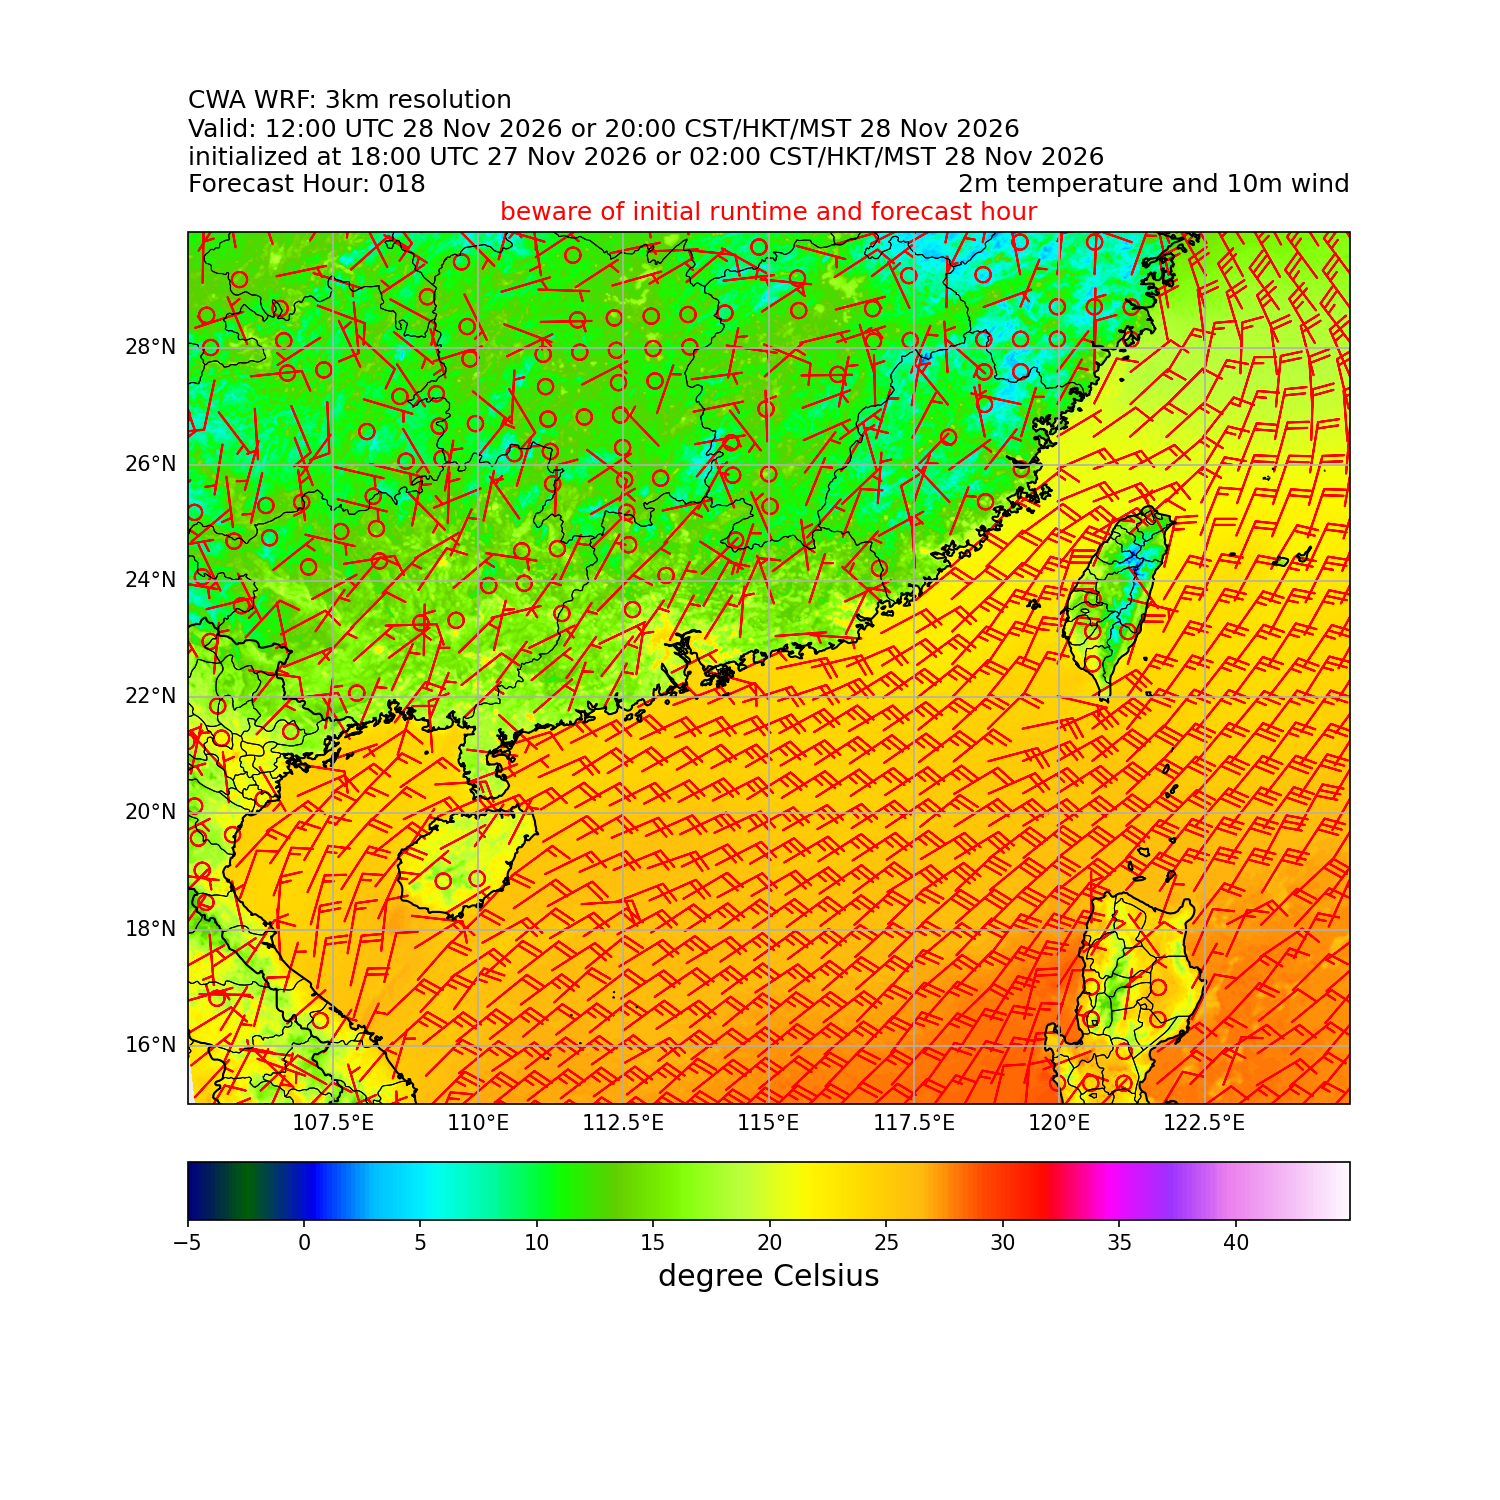 CWA WRF: 3km resolution
Valid: 12:00 UTC 28 Nov 2026 or 20:00 CST/HKT/MST 28 Nov 2026
initialized at 18:00 UTC 27 Nov 2026 or 02:00 CST/HKT/MST 28 Nov 2026
Forecast Hour: 018 2m temperature and 10m wind
beware of initial runtime and forecast hour
28°N
26°N
24°N
22°N
20°N
18°N
16°N
107.5°E 110°E 112.5°E 115°E 117.5°E 120°E 122.5°E
−5 0 5 10 15 20 25 30 35 40
degree Celsius